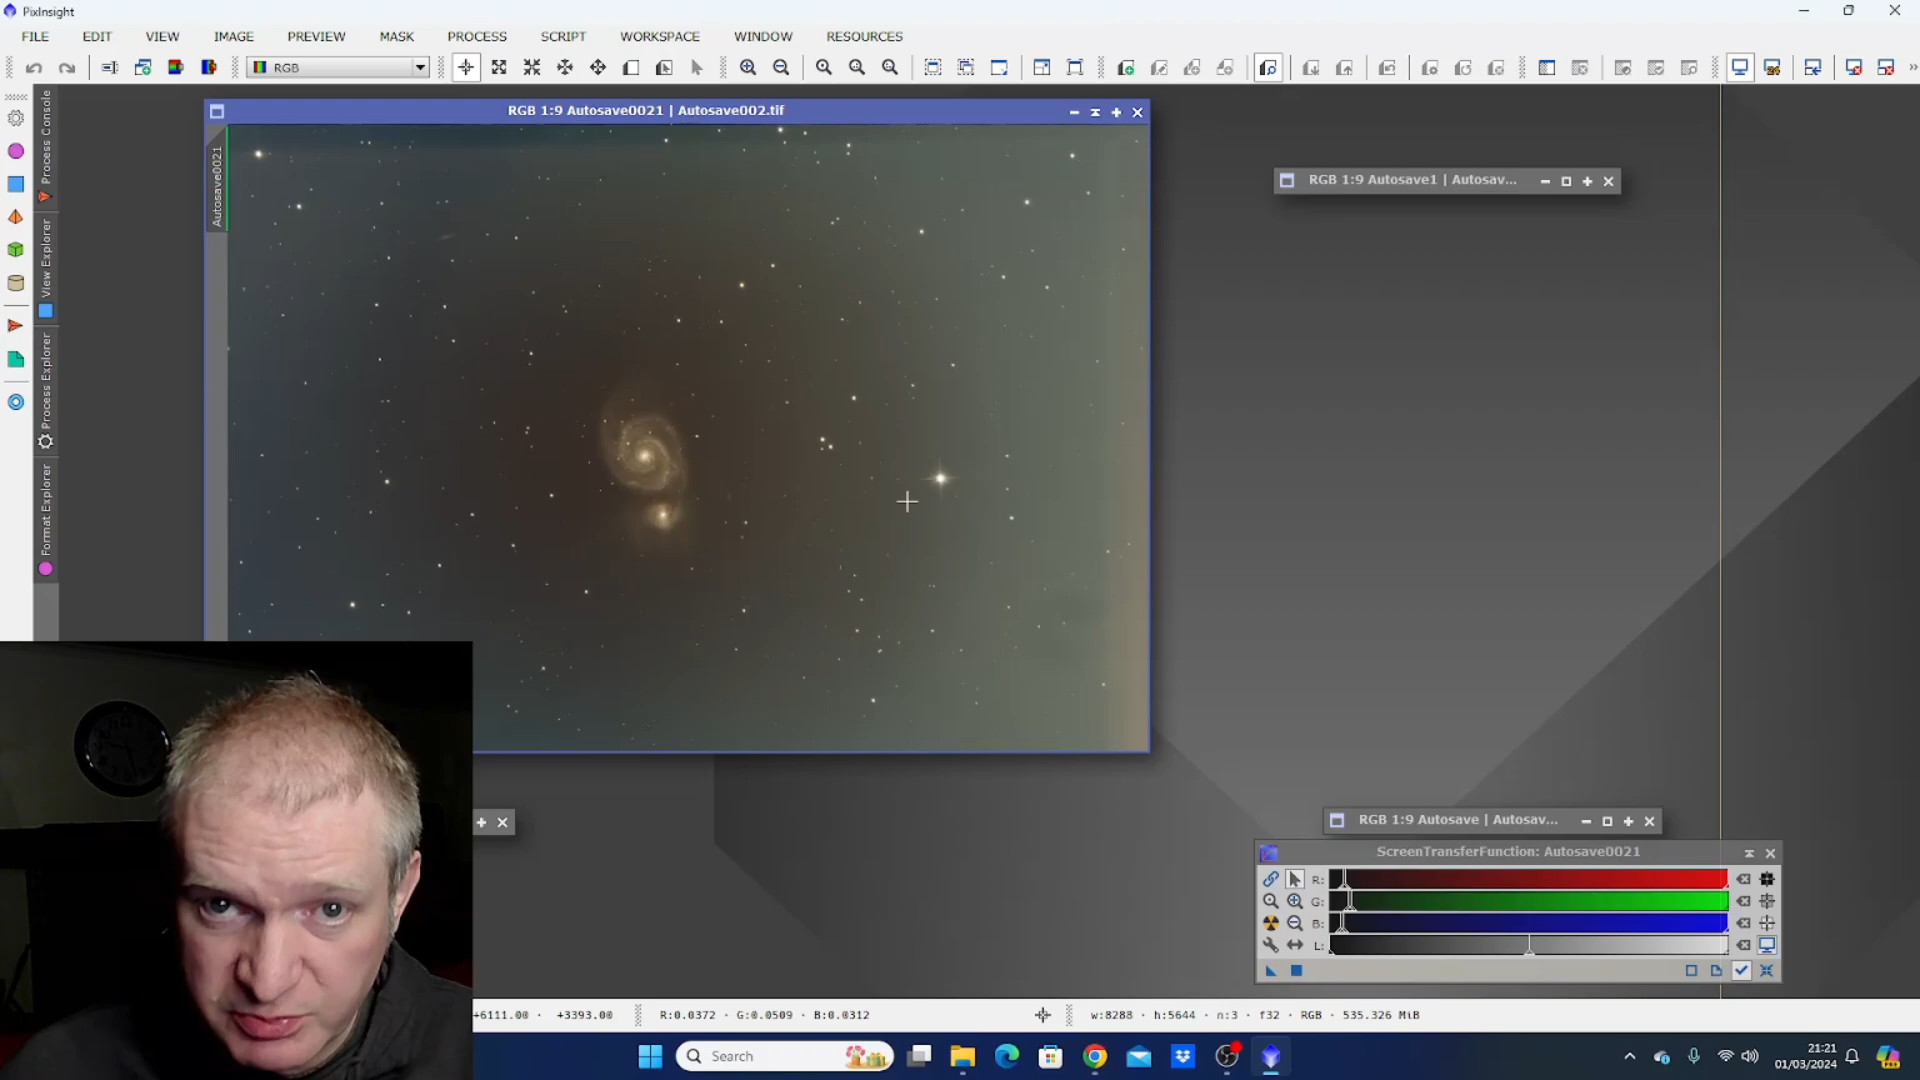 PixInsight
FILE EDIT VIEW IMAGE PREVIEW MASK PROCESS SCRIPT WORKSPACE WINDOW RESOURCES
RGB
Process Console
View Explorer
Process Explorer
Format Explorer
RGB 1:9 Autosave0021 | Autosave002.tif
Autosave0021
RGB 1:9 Autosave1 | Autosav...
RGB 1:9 Autosave | Autosav...
ScreenTransferFunction: Autosave0021
R:
G:
B:
L:
+6111.00 · +3393.00 R:0.0372 · G:0.0509 · B:0.0312 w:8288 · h:5644 · n:3 · f32 · RGB · 535.326 MiB
Search
21:21
01/03/2024